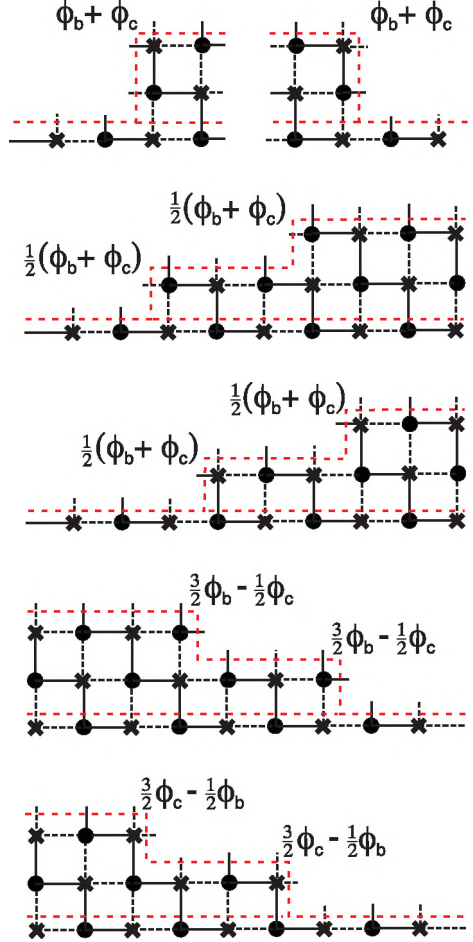 ϕb + ϕc ϕb + ϕc
½(ϕb + ϕc)
½(ϕb + ϕc)
½(ϕb + ϕc)
½(ϕb + ϕc)
3/2ϕb - ½ϕc
3/2ϕb - ½ϕc
3/2ϕc - ½ϕb
3/2ϕc - ½ϕb